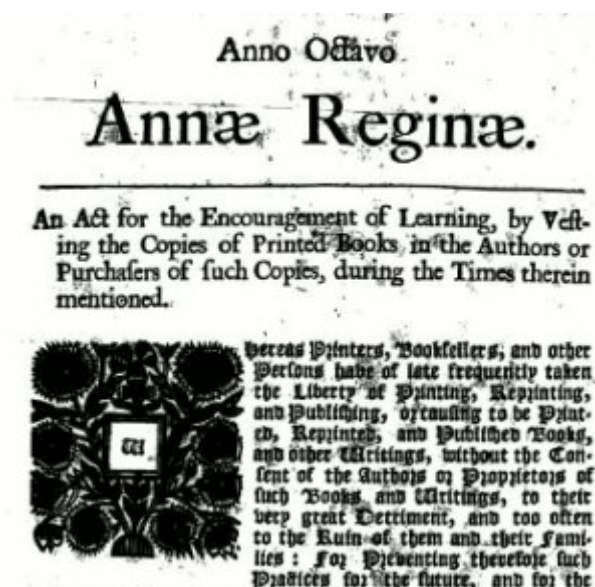 Anno Octavo
Annæ Reginæ.
An Act for the Encouragement of Learning, by Veſt-
ing the Copies of Printed Books in the Authors or
Purchaſers of ſuch Copies, during the Times therein
mentioned.
Whereas Printers, Bookſellers, and other
Perſons have of late frequently taken
the Liberty of Printing, Reprinting,
and Publiſhing, or cauſing to be Print-
ed, Reprinted, and Publiſhed Books,
and other Writings, without the Con-
ſent of the Authors or Proprietors of
ſuch Books and Writings, to their
very great Detriment, and too often
to the Ruin of them and their Fami-
lies: For Preventing therefore ſuch
Practices for the future, and for the